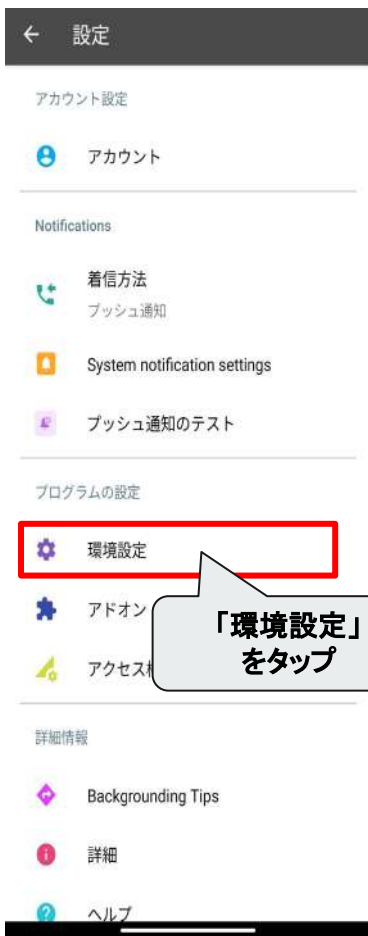 設定
アカウント設定
アカウント
Notifications
着信方法
プッシュ通知
System notification settings
プッシュ通知のテスト
プログラムの設定
環境設定
アドオン
「環境設定」
をタップ
アクセス
詳細情報
Backgrounding Tips
詳細
ヘルプ